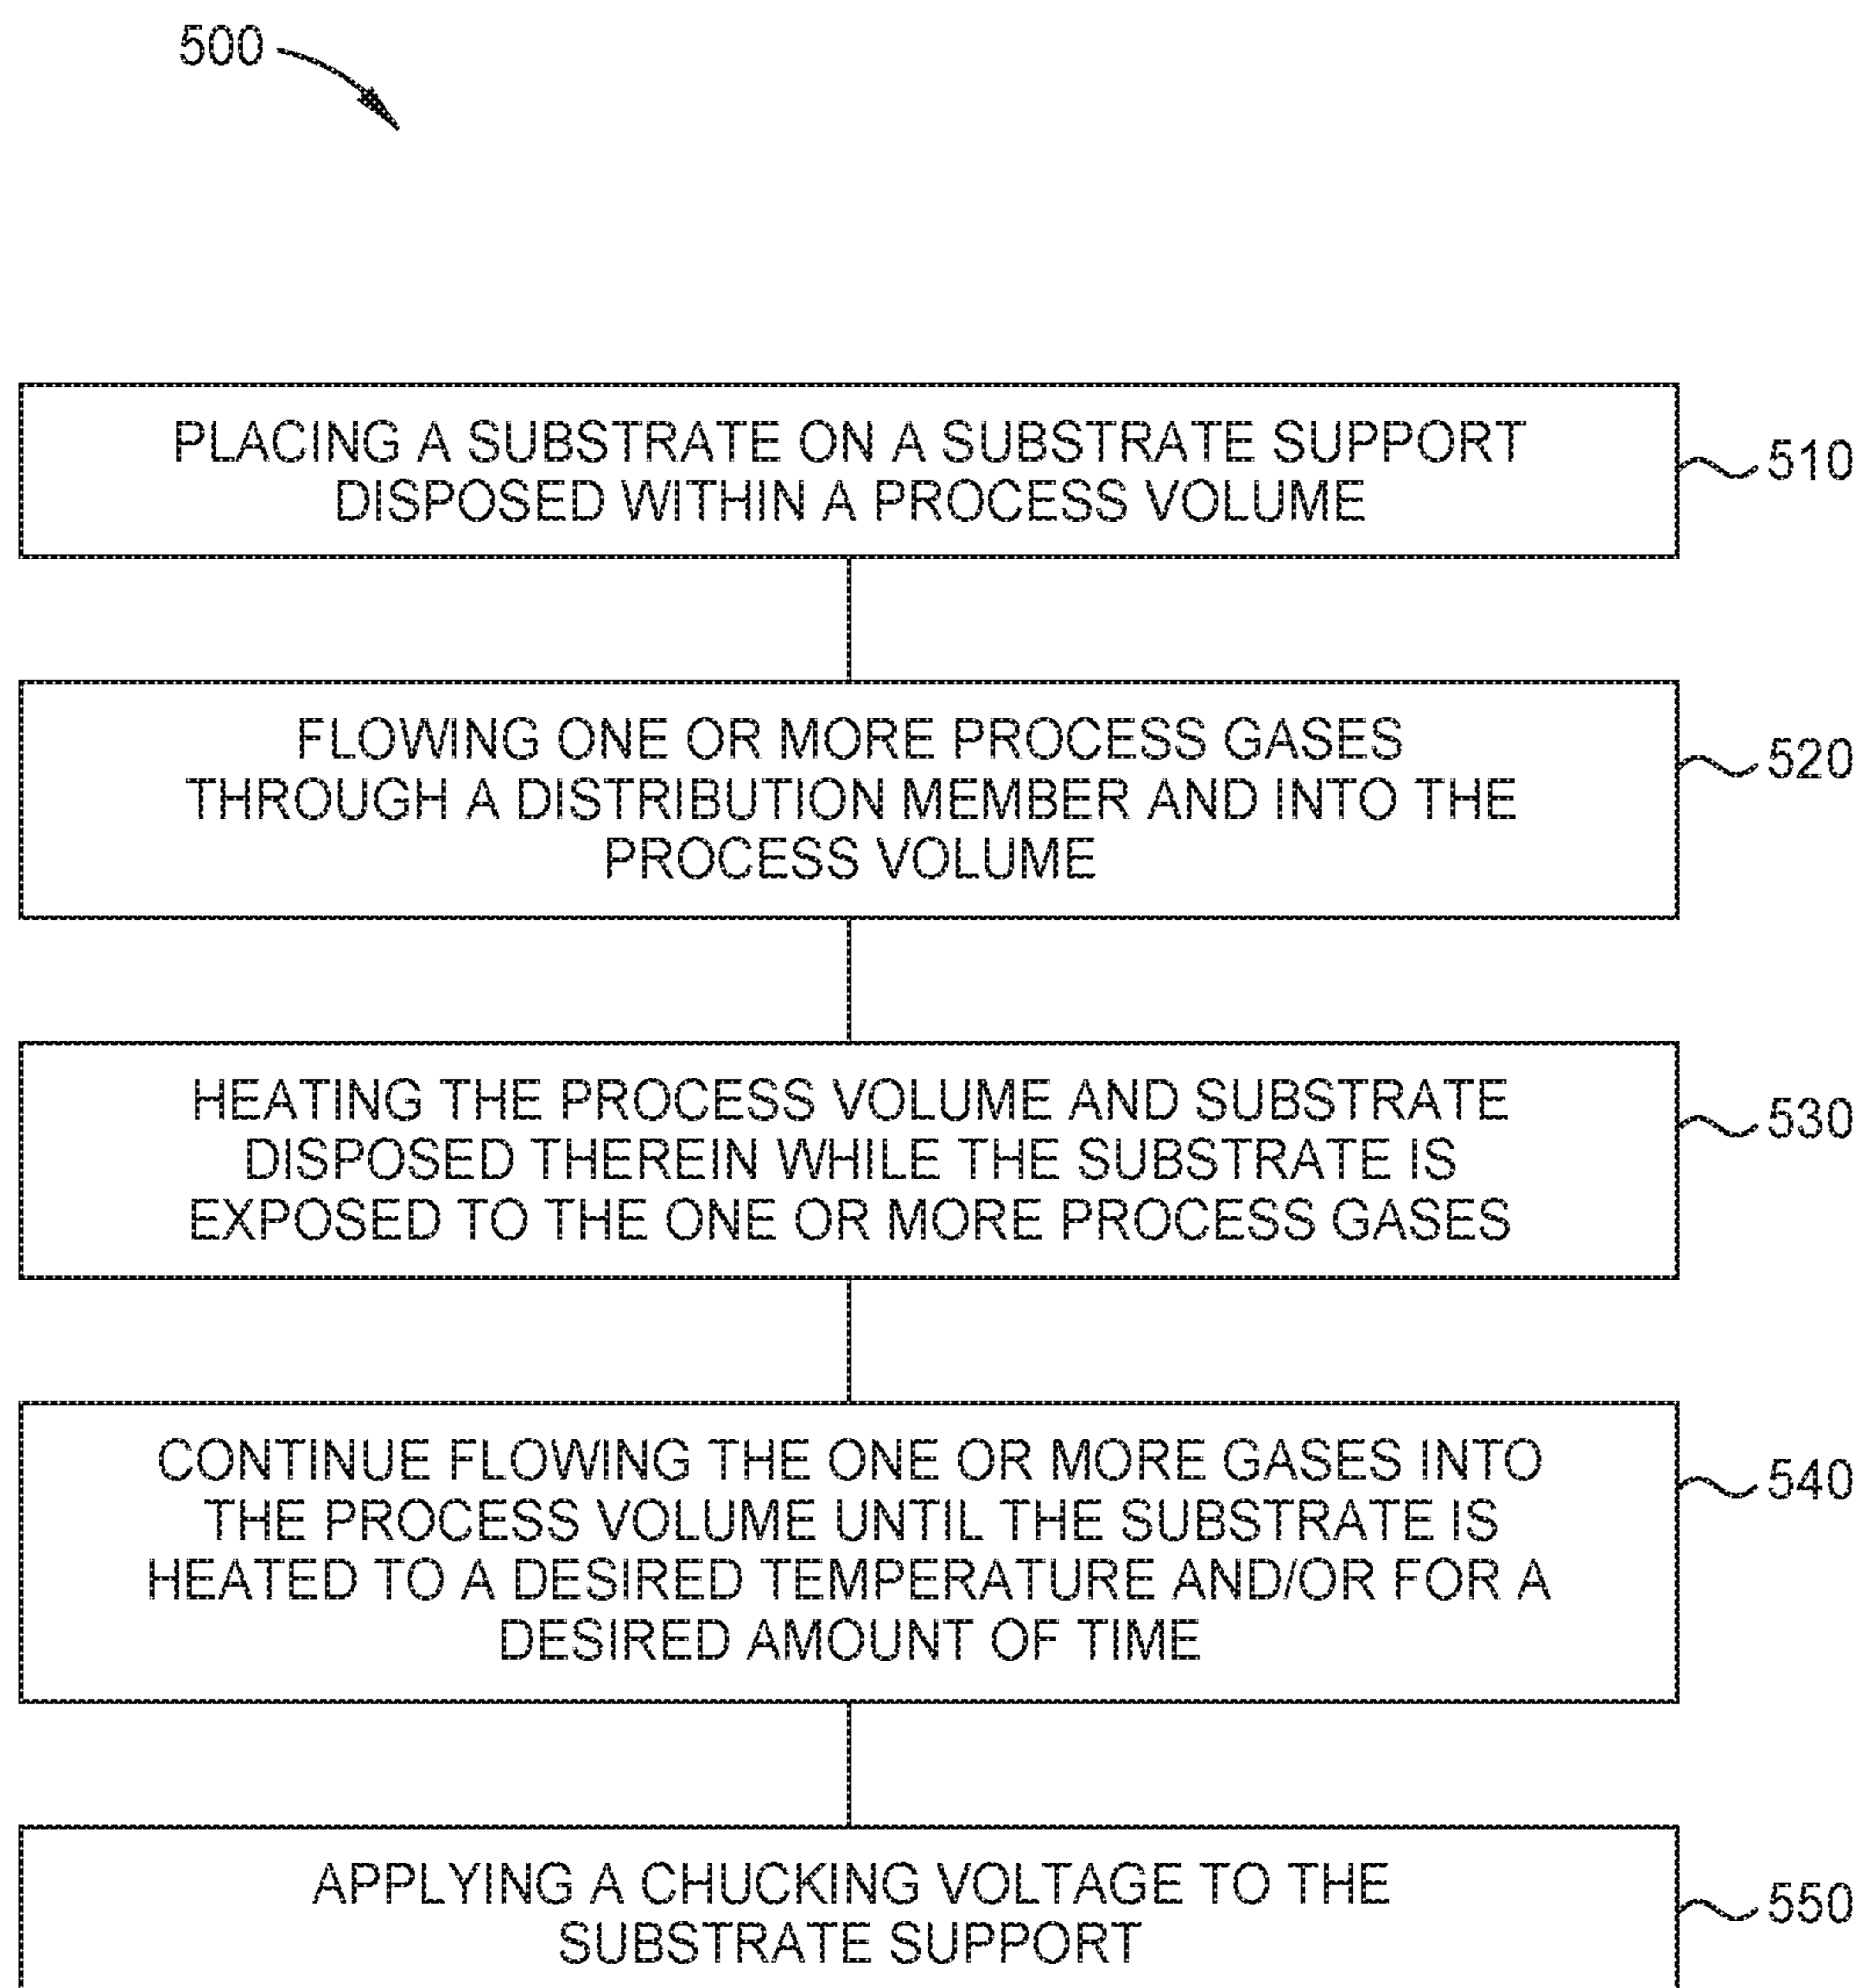 500
PLACING A SUBSTRATE ON A SUBSTRATE SUPPORT
DISPOSED WITHIN A PROCESS VOLUME
510
FLOWING ONE OR MORE PROCESS GASES
THROUGH A DISTRIBUTION MEMBER AND INTO THE
PROCESS VOLUME
520
HEATING THE PROCESS VOLUME AND SUBSTRATE
DISPOSED THEREIN WHILE THE SUBSTRATE IS
EXPOSED TO THE ONE OR MORE PROCESS GASES
530
CONTINUE FLOWING THE ONE OR MORE GASES INTO
THE PROCESS VOLUME UNTIL THE SUBSTRATE IS
HEATED TO A DESIRED TEMPERATURE AND/OR FOR A
DESIRED AMOUNT OF TIME
540
APPLYING A CHUCKING VOLTAGE TO THE
SUBSTRATE SUPPORT
550